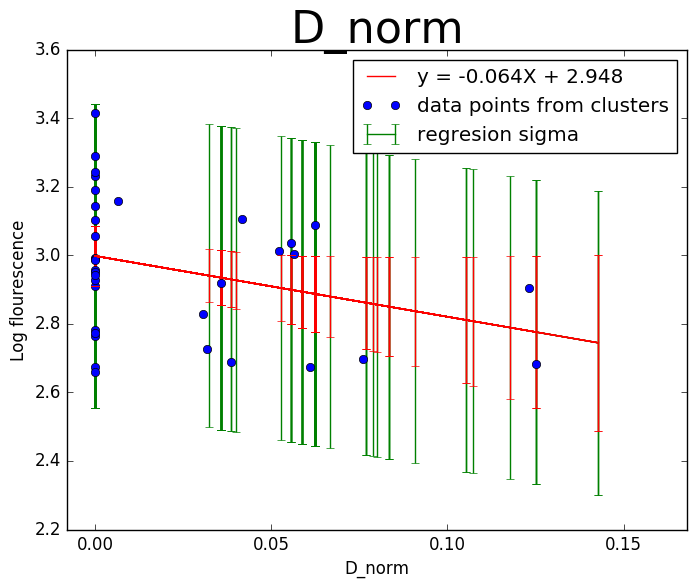 D_norm
y = -0.064X + 2.948
data points from clusters
regresion sigma
3.6
3.4
3.2
3.0
2.8
2.6
2.4
2.2
Log flourescence
0.00 0.05 0.10 0.15
D_norm